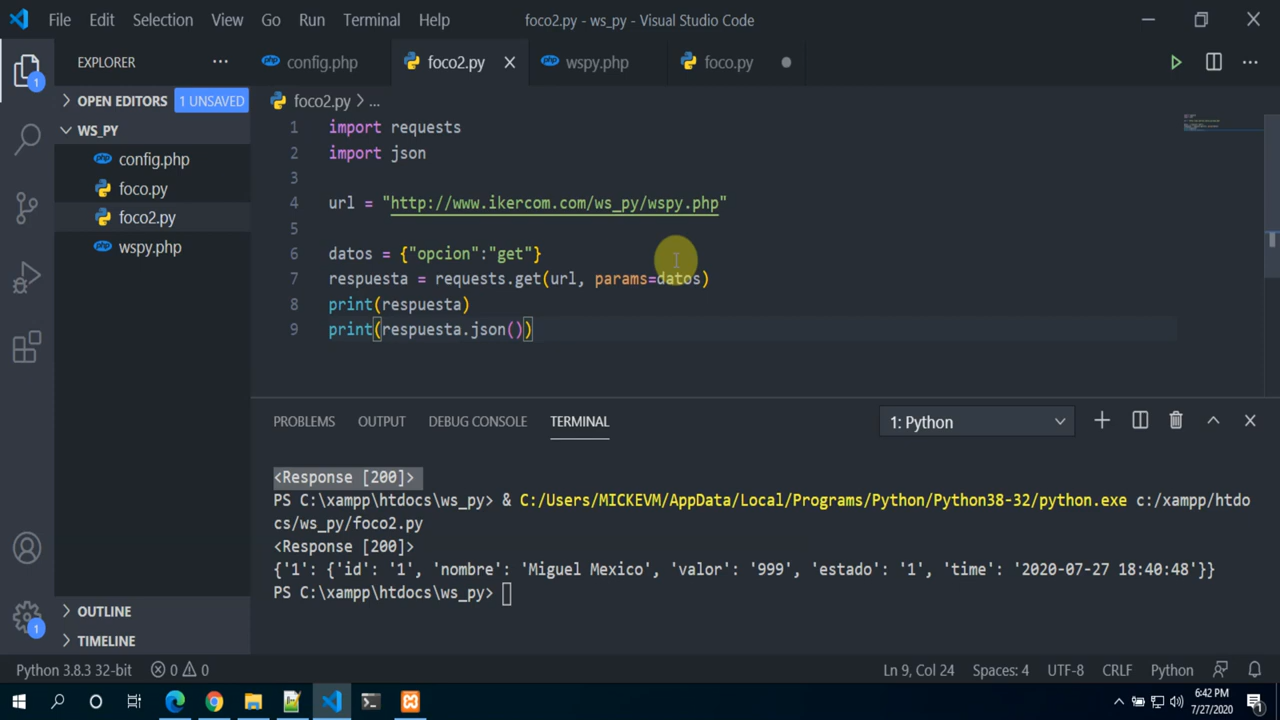 File Edit Selection View Go Run Terminal Help foco2.py - ws_py - Visual Studio Code
EXPLORER
config.php foco2.py wspy.php foco.py
1
OPEN EDITORS 1 UNSAVED
foco2.py > ...
WS_PY
config.php
foco.py
foco2.py
wspy.php
1 import requests
2 import json
3
4 url = "http://www.ikercom.com/ws_py/wspy.php"
5
6 datos = {"opcion":"get"}
7 respuesta = requests.get(url, params=datos)
8 print(respuesta)
9 print(respuesta.json())
PROBLEMS OUTPUT DEBUG CONSOLE TERMINAL 1: Python
<Response [200]>
PS C:\xampp\htdocs\ws_py> & C:/Users/MICKEVM/AppData/Local/Programs/Python/Python38-32/python.exe c:/xampp/htdo
cs/ws_py/foco2.py
<Response [200]>
{'1': {'id': '1', 'nombre': 'Miguel Mexico', 'valor': '999', 'estado': '1', 'time': '2020-07-27 18:40:48'}}
PS C:\xampp\htdocs\ws_py>
1
OUTLINE
TIMELINE
Python 3.8.3 32-bit 0 0 Ln 9, Col 24 Spaces: 4 UTF-8 CRLF Python
6:42 PM
7/27/2020
1